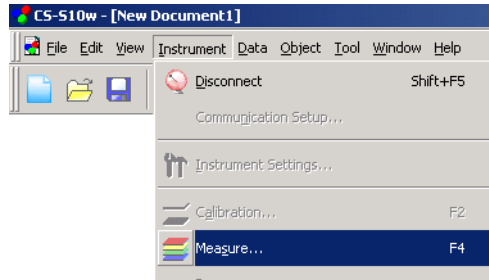 CS-S10w - [New Document1]
File Edit View Instrument Data Object Tool Window Help
Disconnect Shift+F5
Communication Setup...
Instrument Settings...
Calibration... F2
Measure... F4